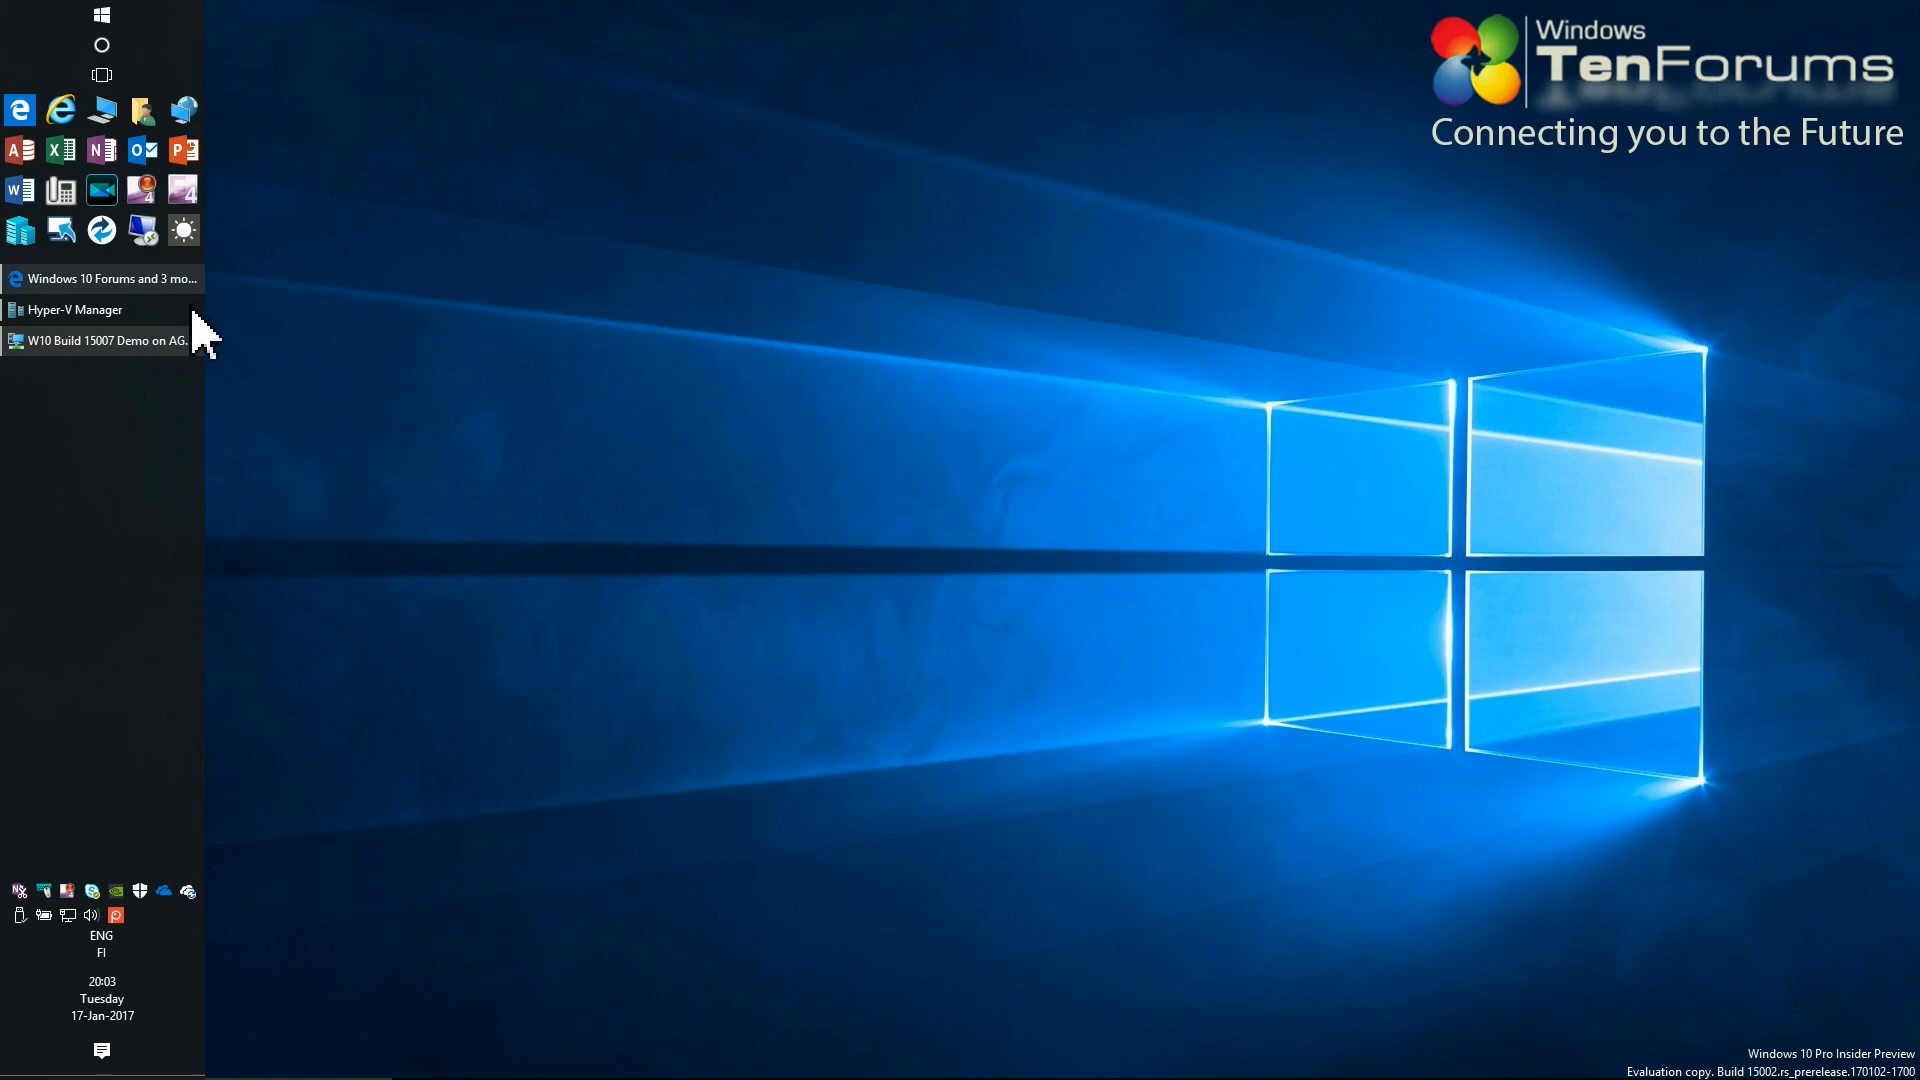 Windows 10 Forums and 3 mo...
Hyper-V Manager
W10 Build 15007 Demo on AG.
ENG
FI
20:03
Tuesday
17-Jan-2017
Windows
TenForums
Connecting you to the Future
Windows 10 Pro Insider Preview
Evaluation copy. Build 15002.rs_prerelease.170102-1700